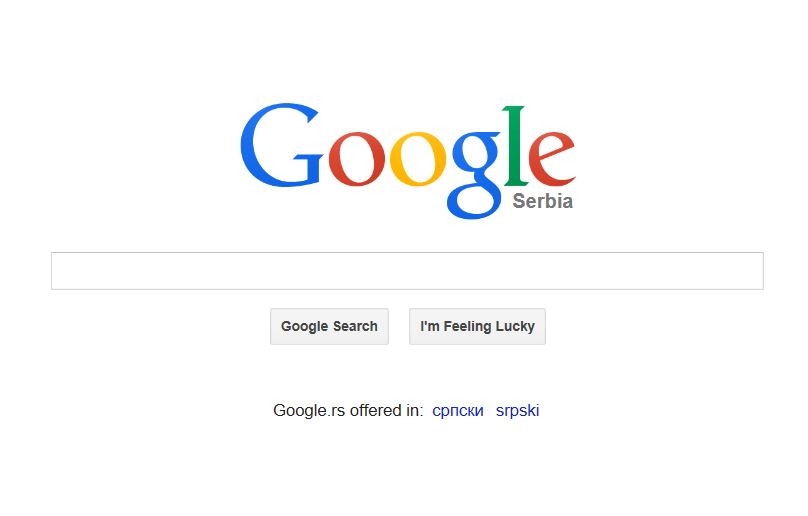 Google
Serbia
Google Search I'm Feeling Lucky
Google.rs offered in: српски srpski